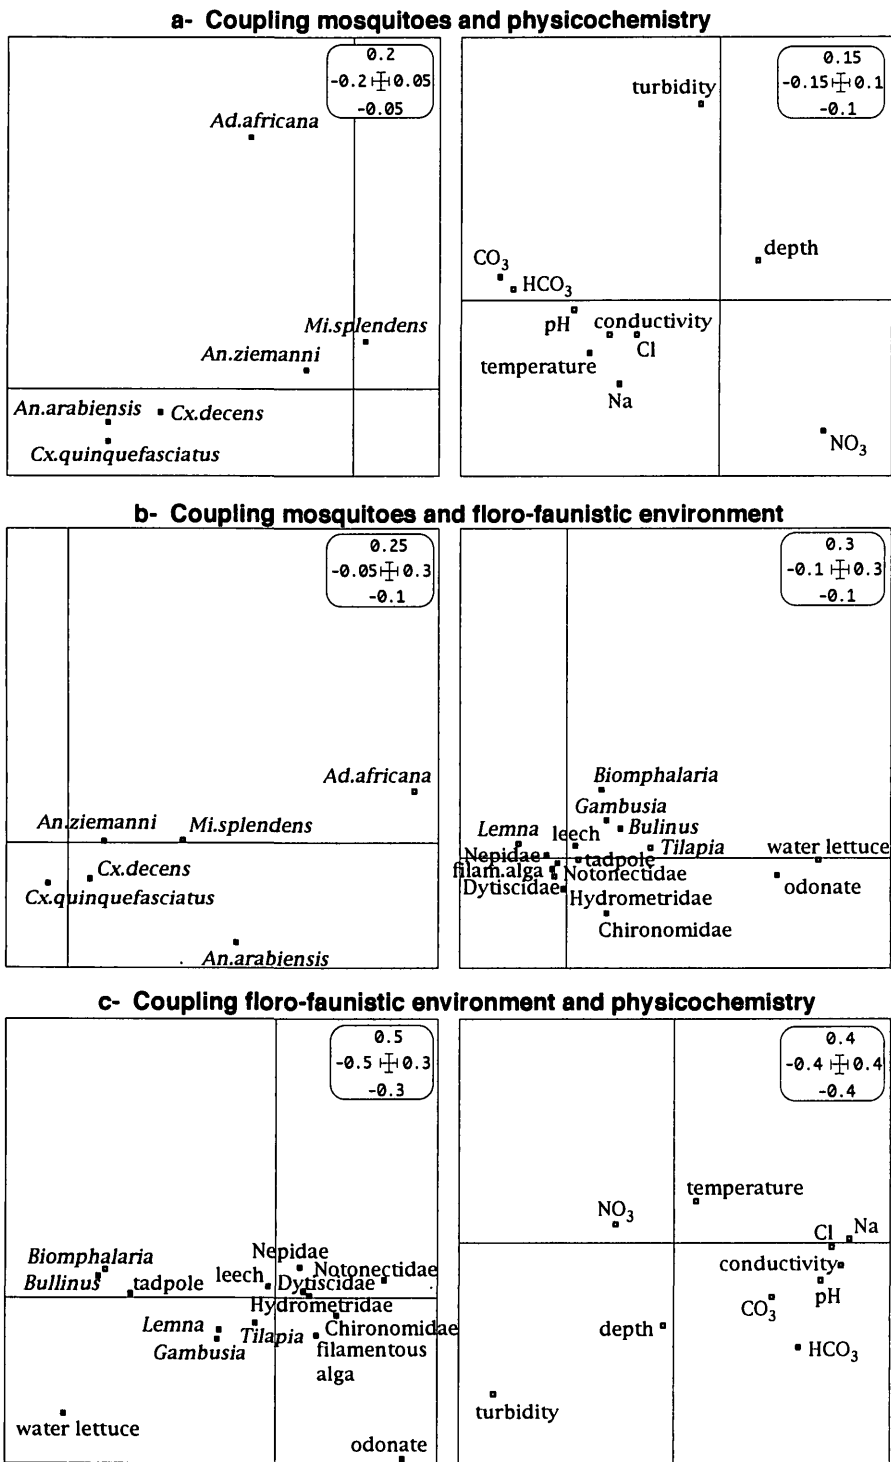 a- Coupling mosquitoes and physicochemistry
0.2
-0.2 0.05
-0.05
Ad.africana
Mi.splendens
An.ziemanni
An.arabiensis
Cx.decens
Cx.quinquefasciatus
0.15
-0.15 0.1
-0.1
turbidity
depth
CO3
HCO3
pH
conductivity
Cl
temperature
Na
NO3
b- Coupling mosquitoes and floro-faunistic environment
0.25
-0.05 0.3
-0.1
Ad.africana
An.ziemanni
Mi.splendens
Cx.decens
Cx.quinquefasciatus
An.arabiensis
0.3
-0.1 0.3
-0.1
Biomphalaria
Gambusia
Lemna
leech
Bulinus
Tilapia
water lettuce
Nepidae
tadpole
filam.alga
Notonectidae
odonate
Dytiscidae
Hydrometridae
Chironomidae
c- Coupling floro-faunistic environment and physicochemistry
0.5
-0.5 0.3
-0.3
Nepidae
Biomphalaria
leech
Notonectidae
Bullinus
tadpole
Dytiscidae
Hydrometridae
Lemna
Tilapia
Chironomidae
Gambusia
filamentous
alga
water lettuce
odonate
0.4
-0.4 0.4
-0.4
temperature
NO3
Cl
Na
conductivity
pH
CO3
depth
HCO3
turbidity